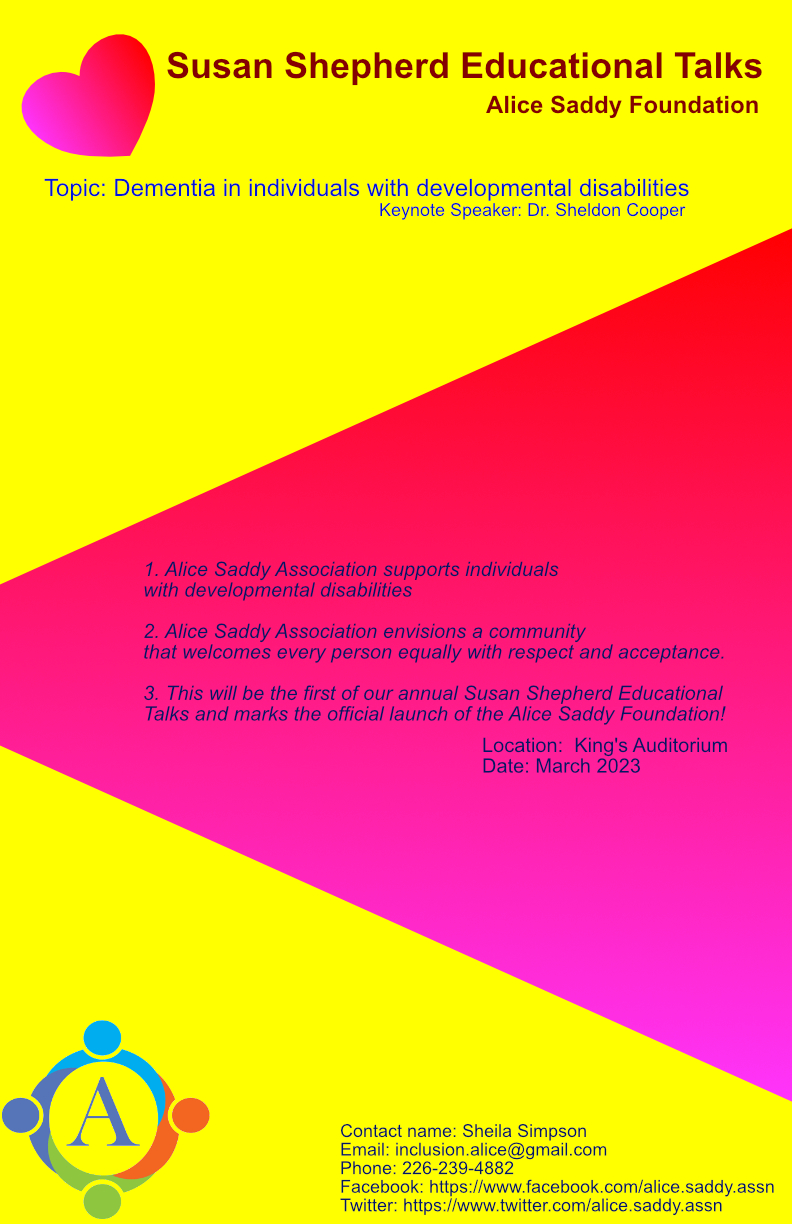 Susan Shepherd Educational Talks
Alice Saddy Foundation
Topic: Dementia in individuals with developmental disabilities
Keynote Speaker: Dr. Sheldon Cooper
1. Alice Saddy Association supports individuals
with developmental disabilities
2. Alice Saddy Association envisions a community
that welcomes every person equally with respect and acceptance.
3. This will be the first of our annual Susan Shepherd Educational
Talks and marks the official launch of the Alice Saddy Foundation!
Location:  King's Auditorium
Date: March 2023
A
Contact name: Sheila Simpson
Email: inclusion.alice@gmail.com
Phone: 226-239-4882
Facebook: https://www.facebook.com/alice.saddy.assn
Twitter: https://www.twitter.com/alice.saddy.assn